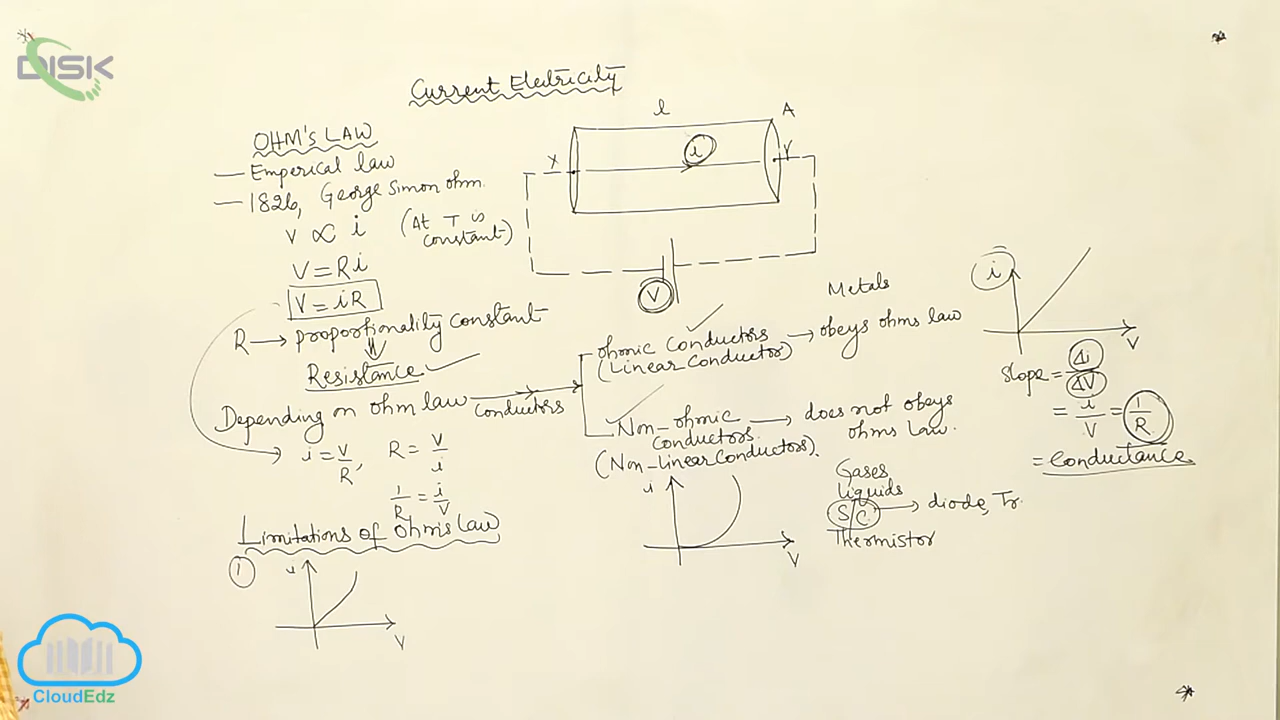 DISK
Current Electricity
OHM'S LAW
— Emperical law
— 1826, George Simon ohm.
V ∝ i (At T is constant)
V = Ri
V = iR
R → proportionality constant
Resistance
Depending on ohm law → Conductors
i = V/R, R = V/i
1/R = i/V
l
A
X
i
Y
V
ohmic Conductors
(Linear Conductor)
→ obeys ohms law
Metals
Non-ohmic
Conductors.
(Non-Linear Conductors).
→ does not obeys
ohms law.
Gases
Liquids
S/C → diode, Tr
Thermistor
i
V
i
V
Slope = Δi/ΔV
= i/V = 1/R
= Conductance
Limitations of Ohms law
1
i
V
CloudEdz